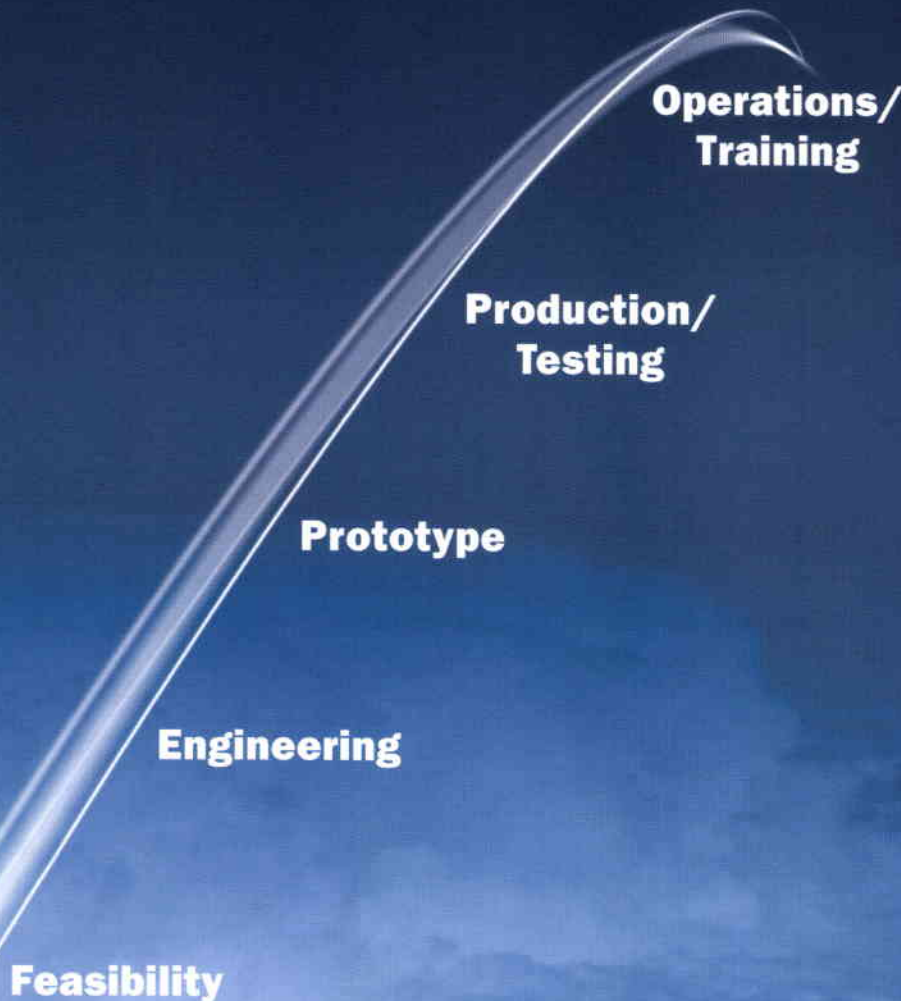 Operations/
Training
Production/
Testing
Prototype
Engineering
Feasibility